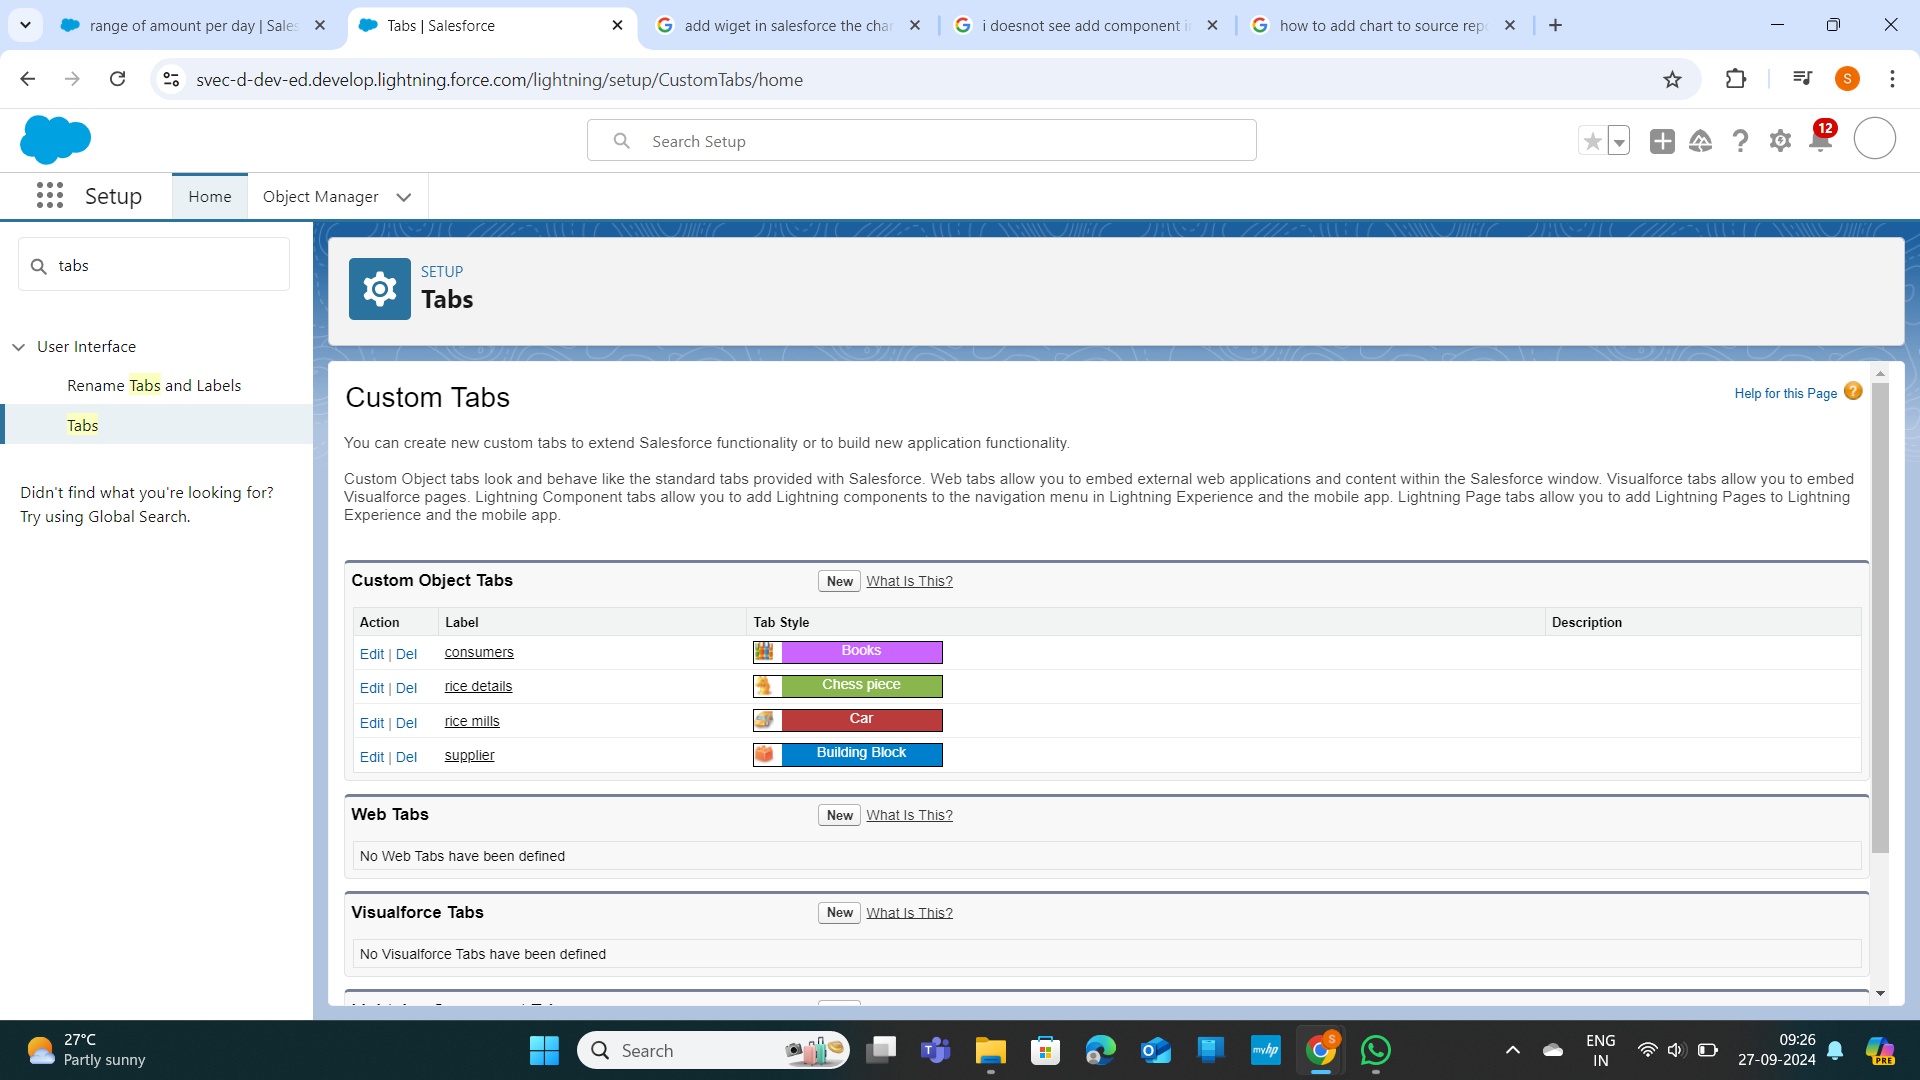 range of amount per day | Sales
Tabs | Salesforce
add wiget in salesforce the char
i doesnot see add component i
how to add chart to source repo
svec-d-dev-ed.develop.lightning.force.com/lightning/setup/CustomTabs/home
S
Search Setup
12
Setup
Home
Object Manager
tabs
User Interface
Rename Tabs and Labels
Tabs
Didn't find what you're looking for?
Try using Global Search.
SETUP
Tabs
Custom Tabs
Help for this Page
You can create new custom tabs to extend Salesforce functionality or to build new application functionality.
Custom Object tabs look and behave like the standard tabs provided with Salesforce. Web tabs allow you to embed external web applications and content within the Salesforce window. Visualforce tabs allow you to embed
Visualforce pages. Lightning Component tabs allow you to add Lightning components to the navigation menu in Lightning Experience and the mobile app. Lightning Page tabs allow you to add Lightning Pages to Lightning
Experience and the mobile app.
Custom Object Tabs New What Is This?
Action Label Tab Style Description
Edit | Del consumers Books
Edit | Del rice details Chess piece
Edit | Del rice mills Car
Edit | Del supplier Building Block
Web Tabs New What Is This?
No Web Tabs have been defined
Visualforce Tabs New What Is This?
No Visualforce Tabs have been defined
27°C
Partly sunny
Search
myhp
S
ENG
IN
09:26
27-09-2024
PRE